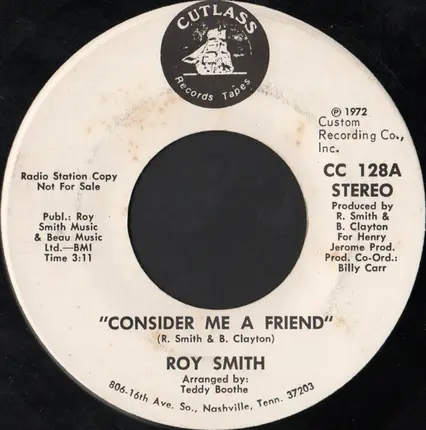 CUTLASS
Records Tapes
℗ 1972
Custom
Recording Co.,
Inc.
Radio Station Copy
Not For Sale
CC 128A
STEREO
Publ.: Roy
Smith Music
& Beau Music
Ltd.—BMI
Time 3:11
Produced by
R. Smith &
B. Clayton
For Henry
Jerome Prod.
Prod. Co-Ord.:
Billy Carr
"CONSIDER ME A FRIEND"
(R. Smith & B. Clayton)
ROY SMITH
Arranged by:
Teddy Boothe
806-16th Ave. So., Nashville, Tenn. 37203